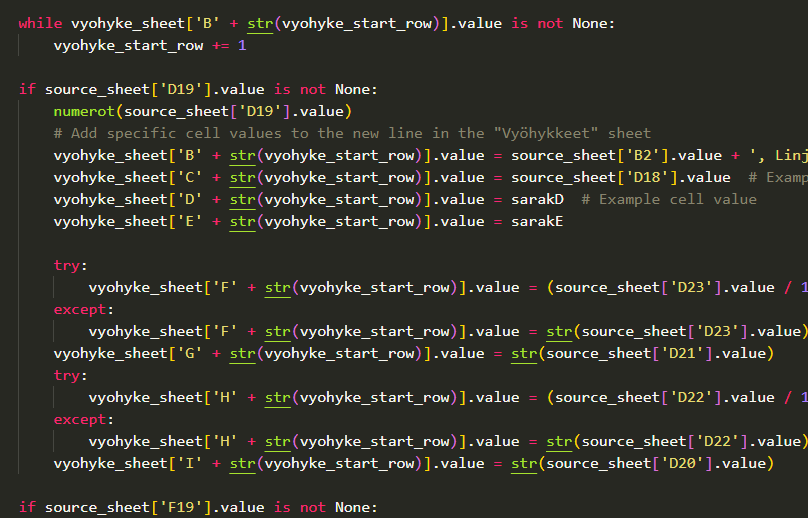 while vyohyke_sheet['B' + str(vyohyke_start_row)].value is not None:
    vyohyke_start_row += 1
if source_sheet['D19'].value is not None:
    numerot(source_sheet['D19'].value)
    # Add specific cell values to the new line in the "Vyöhykkeet" sheet
    vyohyke_sheet['B' + str(vyohyke_start_row)].value = source_sheet['B2'].value + ', Linj
    vyohyke_sheet['C' + str(vyohyke_start_row)].value = source_sheet['D18'].value  # Examp
    vyohyke_sheet['D' + str(vyohyke_start_row)].value = sarakD  # Example cell value
    vyohyke_sheet['E' + str(vyohyke_start_row)].value = sarakE
    try:
        vyohyke_sheet['F' + str(vyohyke_start_row)].value = (source_sheet['D23'].value / 1
    except:
        vyohyke_sheet['F' + str(vyohyke_start_row)].value = str(source_sheet['D23'].value)
    vyohyke_sheet['G' + str(vyohyke_start_row)].value = str(source_sheet['D21'].value)
    try:
        vyohyke_sheet['H' + str(vyohyke_start_row)].value = (source_sheet['D22'].value / 1
    except:
        vyohyke_sheet['H' + str(vyohyke_start_row)].value = str(source_sheet['D22'].value)
    vyohyke_sheet['I' + str(vyohyke_start_row)].value = str(source_sheet['D20'].value)
if source_sheet['F19'].value is not None: